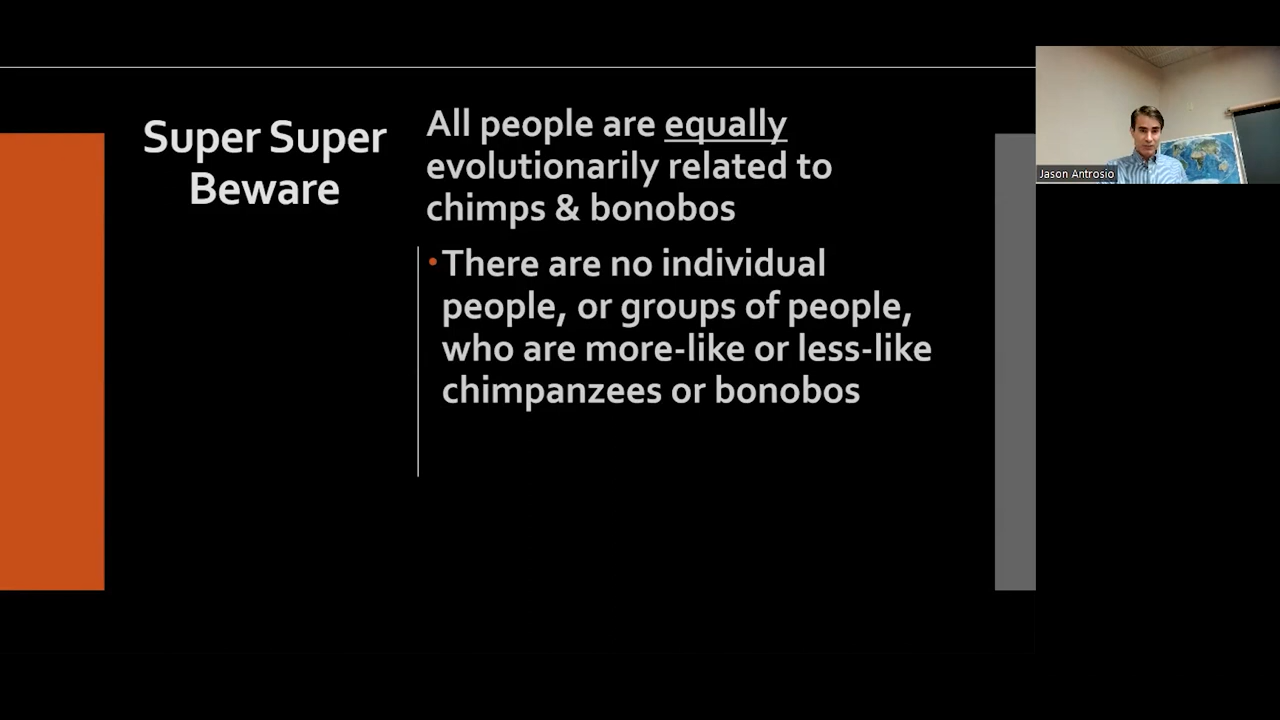 Super Super
Beware
All people are equally
evolutionarily related to
chimps & bonobos
•There are no individual
people, or groups of people,
who are more-like or less-like
chimpanzees or bonobos
Jason Antrosio